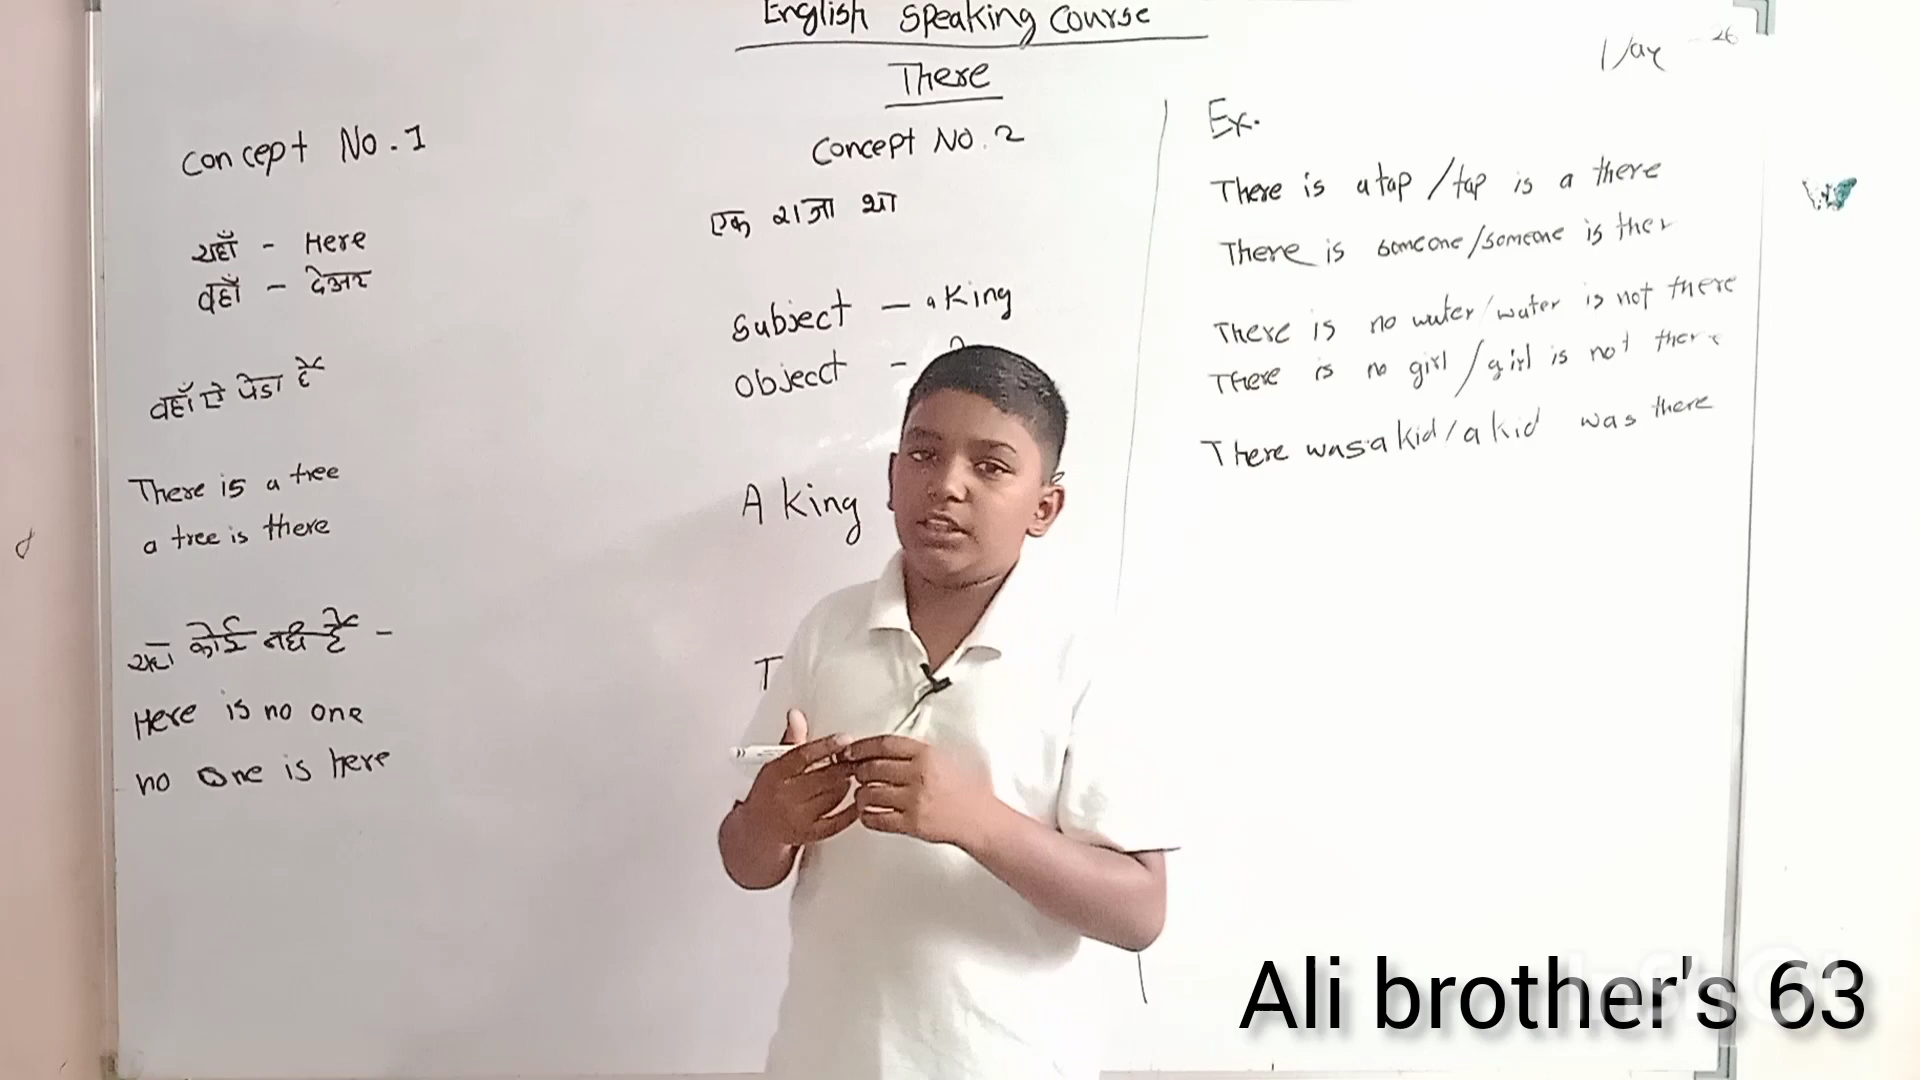 English Speaking Course
There
Day 26
Concept No. 1
यहाँ - Here
वहाँ - देअर
वहाँ ऐ पेडा है
There is a tree
a tree is there
यहा कोई नही है -
Here is no one
no one is here
Concept No. 2
एक राजा था
Subject - a King
Objecct -
A king
T
Ex.
There is a tap / tap is a there
There is someone / someone is ther
There is no water / water is not there
There is no girl / girl is not there
There was a kid / a kid was there
Ali brother's 63